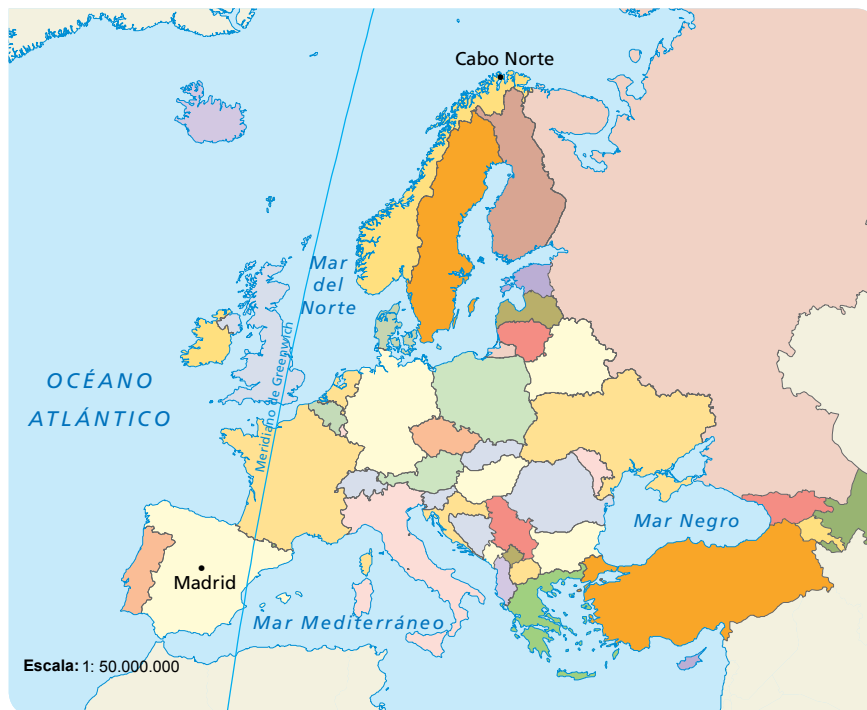 Cabo Norte
Mar
del
Norte
Meridiano de Greenwich
OCÉANO
ATLÁNTICO
Mar Negro
Madrid
Mar Mediterráneo
Escala: 1: 50.000.000